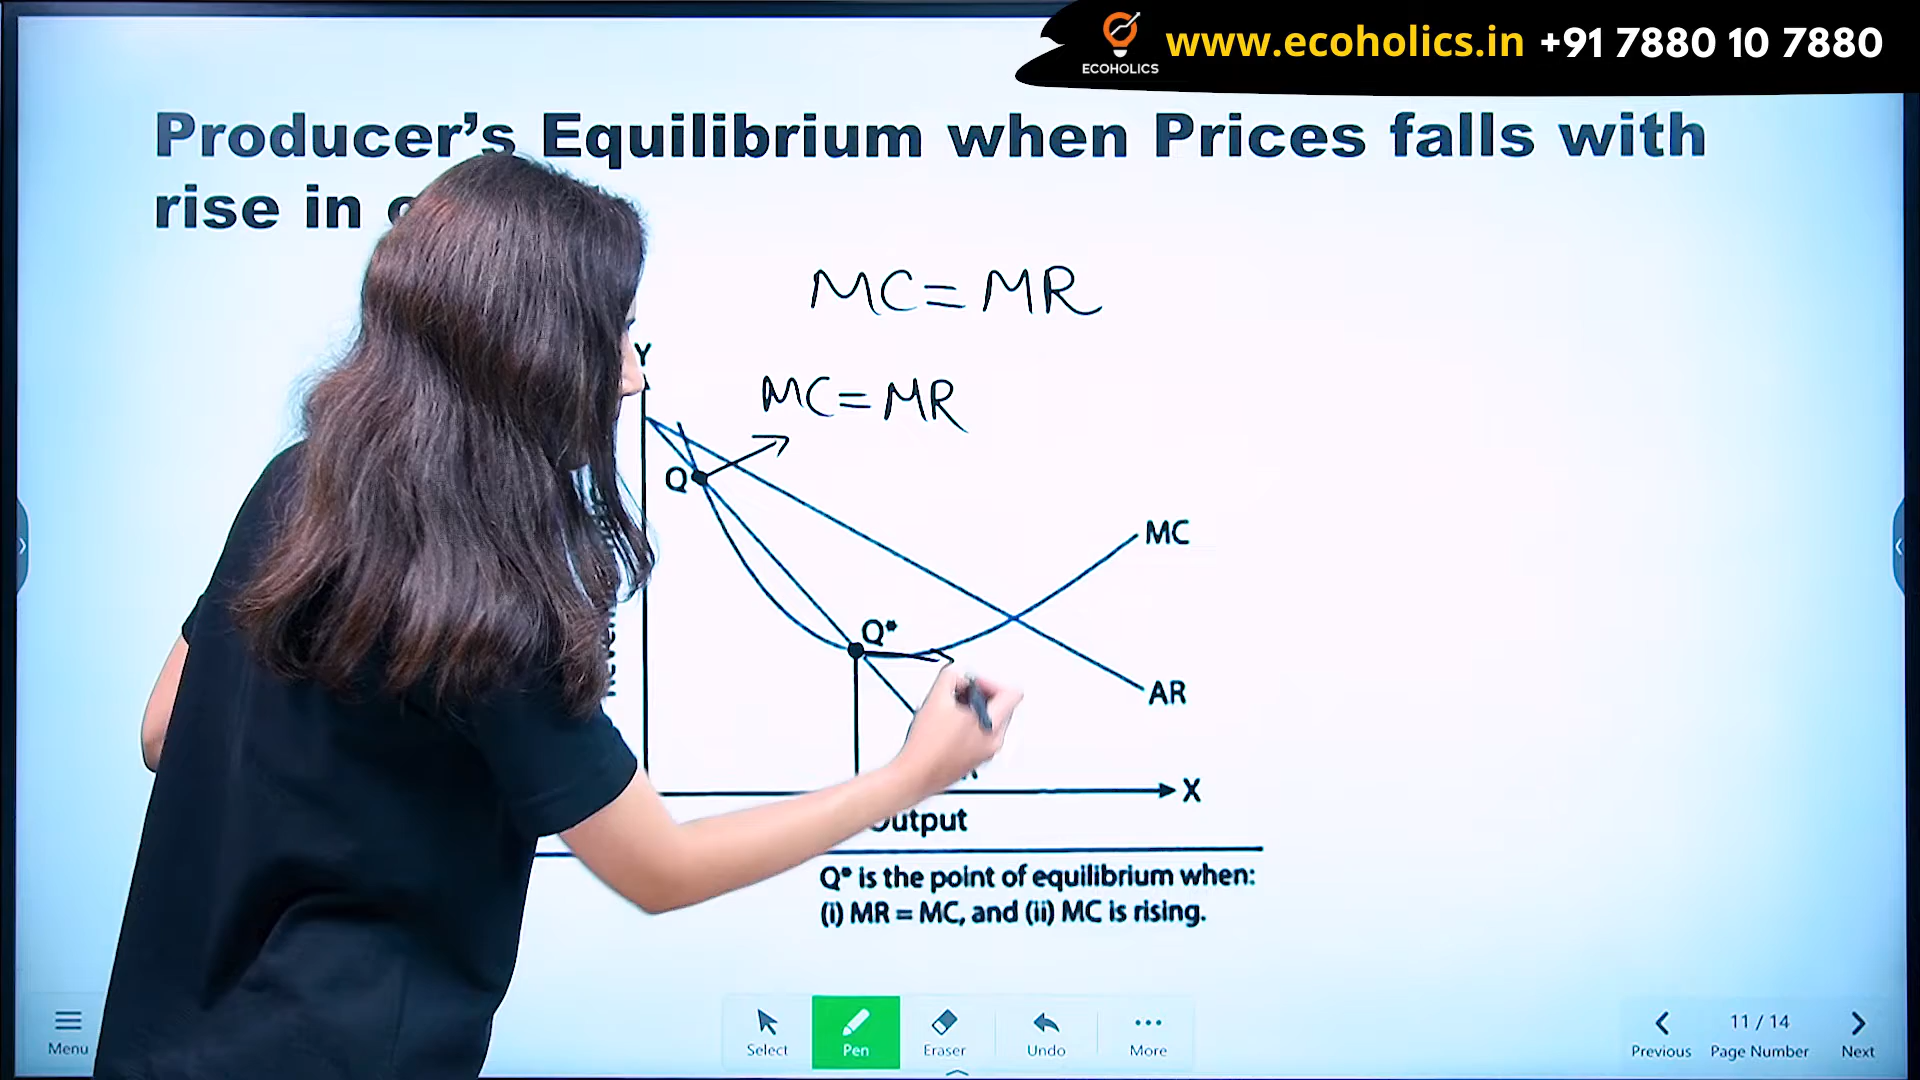 ECOHOLICS
www.ecoholics.in +91 7880 10 7880
Producer's Equilibrium when Prices falls with
rise in
MC = MR
Y
MC = MR
Q
MC
Q*
AR
X
Output
Q* is the point of equilibrium when:
(i) MR = MC, and (ii) MC is rising.
Menu
Select
Pen
Eraser
Undo
More
Previous
11 / 14
Page Number
Next